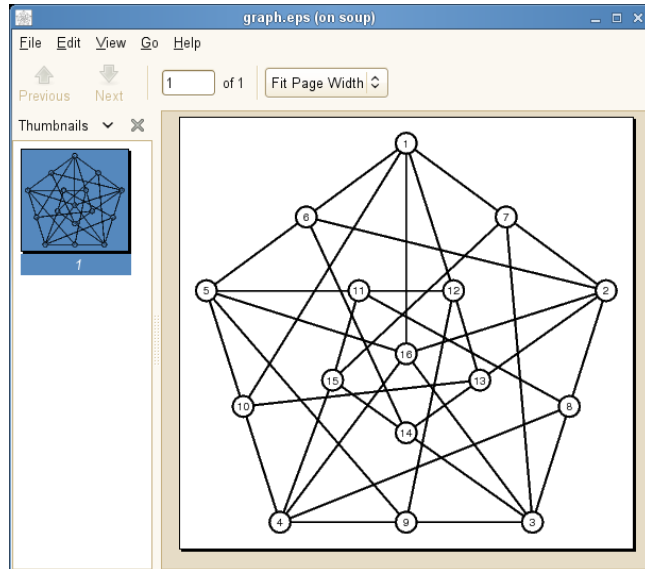 graph.eps (on soup)
File Edit View Go Help
Previous Next 1 of 1 Fit Page Width
Thumbnails
1
1
6 7
5 11 12 2
16
15 13
10 8
14
4 9 3